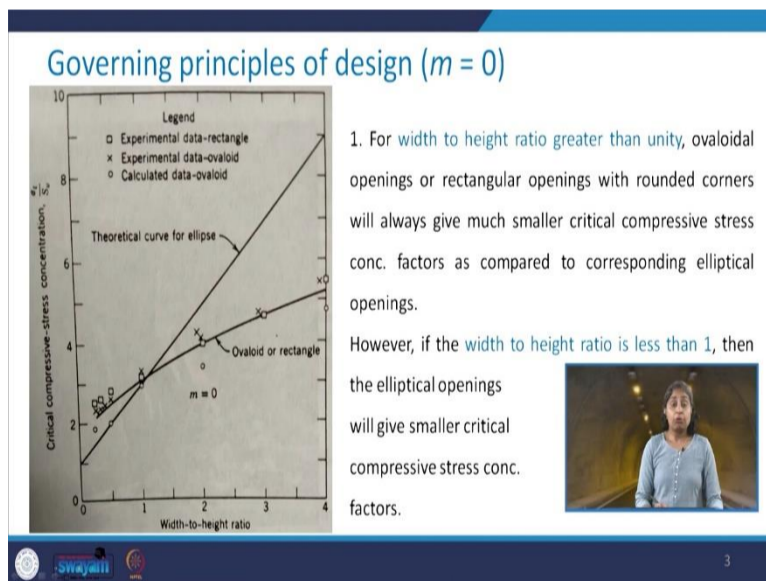 Governing principles of design (m = 0)
10
8
6
4
2
0
Critical compressive-stress concentration,
Legend
Experimental data-rectangle
Experimental data-ovaloid
Calculated data-ovaloid
Theoretical curve for ellipse
Ovaloid or rectangle
m = 0
0 1 2 3 4
Width-to-height ratio
1. For width to height ratio greater than unity, ovaloidal
openings or rectangular openings with rounded corners
will always give much smaller critical compressive stress
conc. factors as compared to corresponding elliptical
openings.
However, if the width to height ratio is less than 1, then
the elliptical openings
will give smaller critical
compressive stress conc.
factors.
swayam
3